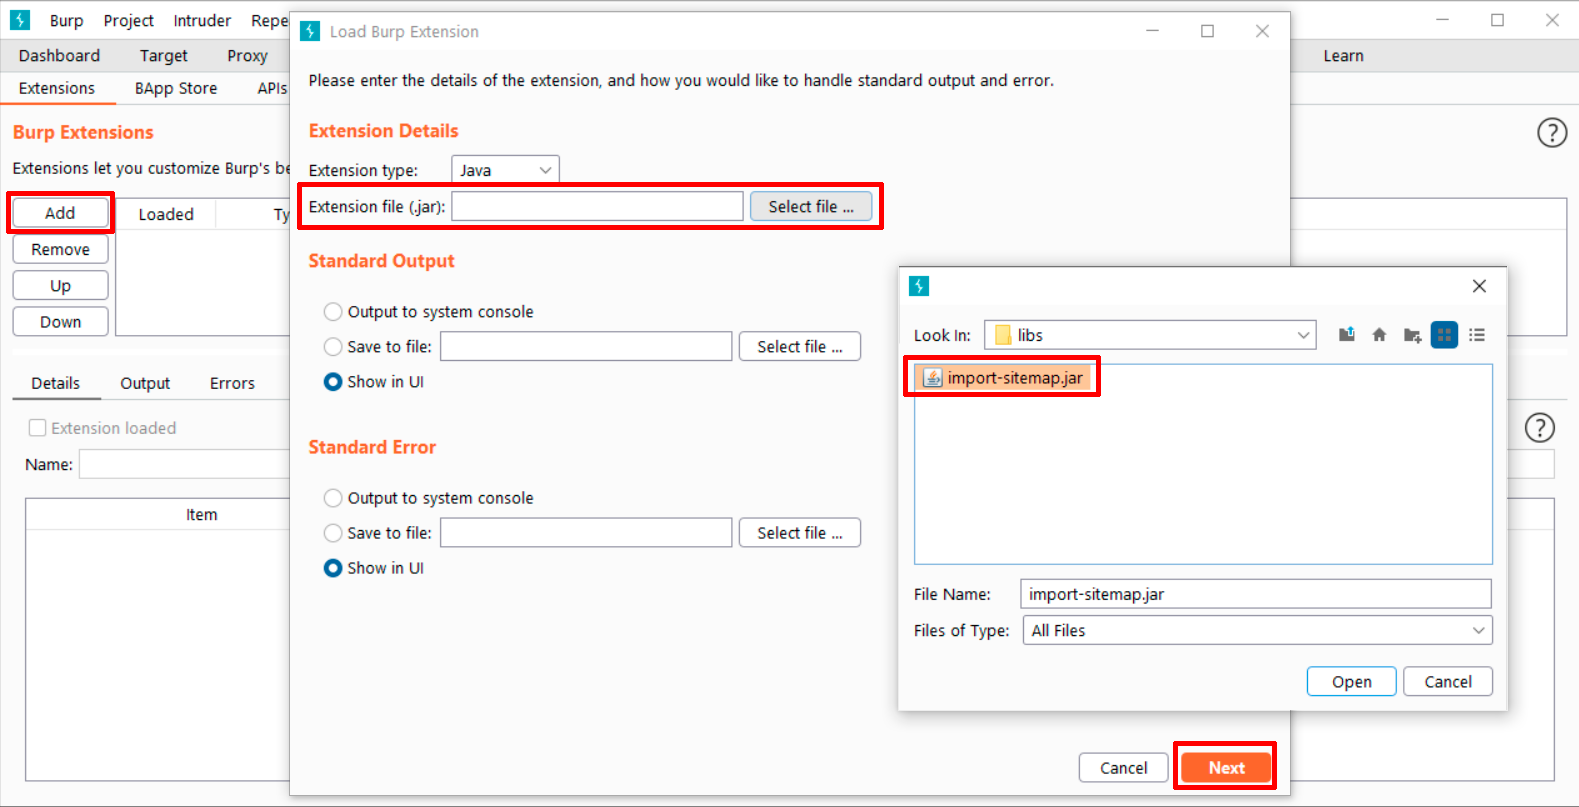 Burp Project Intruder Repe
Load Burp Extension
Dashboard Target Proxy
Learn
Extensions BApp Store APIs
Please enter the details of the extension, and how you would like to handle standard output and error.
Burp Extensions
Extensions let you customize Burp's be
Add
Remove
Up
Down
Loaded Ty
Extension Details
Extension type: Java
Extension file (.jar): Select file ...
Standard Output
Output to system console
Save to file: Select file ...
Show in UI
Standard Error
Output to system console
Save to file: Select file ...
Show in UI
Details Output Errors
Extension loaded
Name:
Item
Look In: libs
import-sitemap.jar
File Name: import-sitemap.jar
Files of Type: All Files
Open Cancel
Cancel Next
?
?